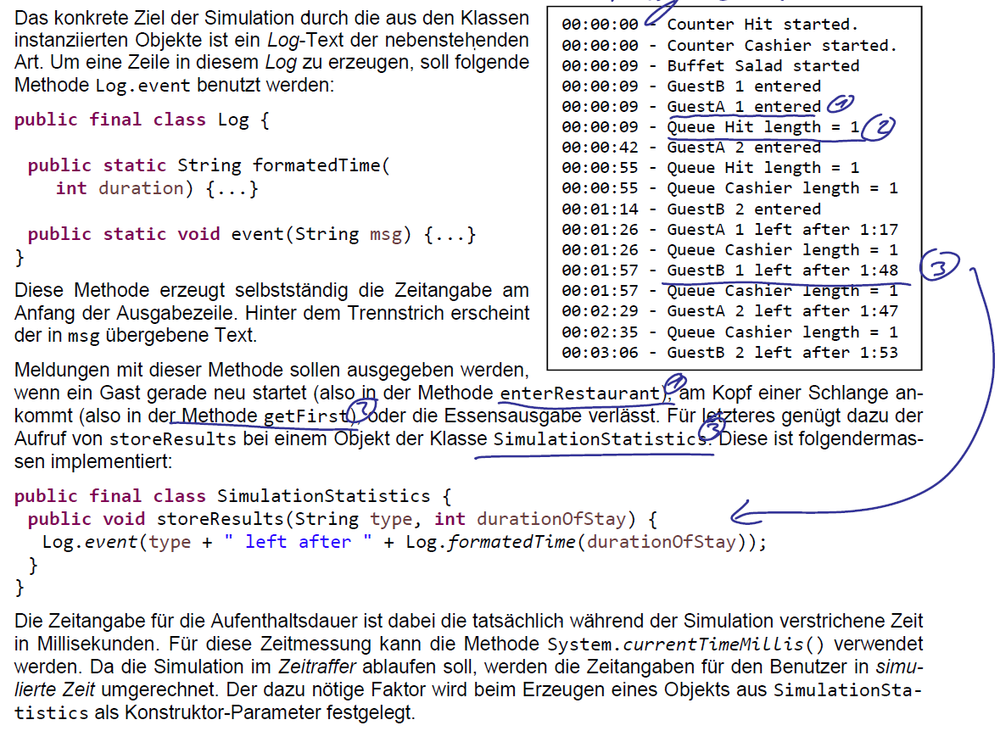 Das konkrete Ziel der Simulation durch die aus den Klassen
instanziierten Objekte ist ein Log-Text der nebenstehenden
Art. Um eine Zeile in diesem Log zu erzeugen, soll folgende
Methode Log.event benutzt werden:
public final class Log {
public static String formatedTime(
int duration) {...}
public static void event(String msg) {...}
}
Diese Methode erzeugt selbstständig die Zeitangabe am
Anfang der Ausgabezeile. Hinter dem Trennstrich erscheint
der in msg übergebene Text.
00:00:00 - Counter Hit started.
00:00:00 - Counter Cashier started.
00:00:09 - Buffet Salad started
00:00:09 - GuestB 1 entered
00:00:09 - GuestA 1 entered 1
00:00:09 - Queue Hit length = 1 2
00:00:42 - GuestA 2 entered
00:00:55 - Queue Hit length = 1
00:00:55 - Queue Cashier length = 1
00:01:14 - GuestB 2 entered
00:01:26 - GuestA 1 left after 1:17
00:01:26 - Queue Cashier length = 1
00:01:57 - GuestB 1 left after 1:48 3
00:01:57 - Queue Cashier length = 1
00:02:29 - GuestA 2 left after 1:47
00:02:35 - Queue Cashier length = 1
00:03:06 - GuestB 2 left after 1:53
Meldungen mit dieser Methode sollen ausgegeben werden,
wenn ein Gast gerade neu startet (also in der Methode enterRestaurant), 1 am Kopf einer Schlange an-
kommt (also in der Methode getFirst), 2 oder die Essensausgabe verlässt. Für letzteres genügt dazu der
Aufruf von storeResults bei einem Objekt der Klasse SimulationStatistics. 3 Diese ist folgendermas-
sen implementiert:
public final class SimulationStatistics {
public void storeResults(String type, int durationOfStay) {
Log.event(type + " left after " + Log.formatedTime(durationOfStay));
}
}
Die Zeitangabe für die Aufenthaltsdauer ist dabei die tatsächlich während der Simulation verstrichene Zeit
in Millisekunden. Für diese Zeitmessung kann die Methode System.currentTimeMillis() verwendet
werden. Da die Simulation im Zeitraffer ablaufen soll, werden die Zeitangaben für den Benutzer in simu-
lierte Zeit umgerechnet. Der dazu nötige Faktor wird beim Erzeugen eines Objekts aus SimulationSta-
tistics als Konstruktor-Parameter festgelegt.